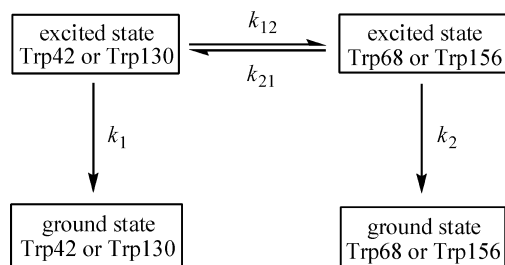 excited state
Trp42 or Trp130
k12
k21
excited state
Trp68 or Trp156
k1
k2
ground state
Trp42 or Trp130
ground state
Trp68 or Trp156